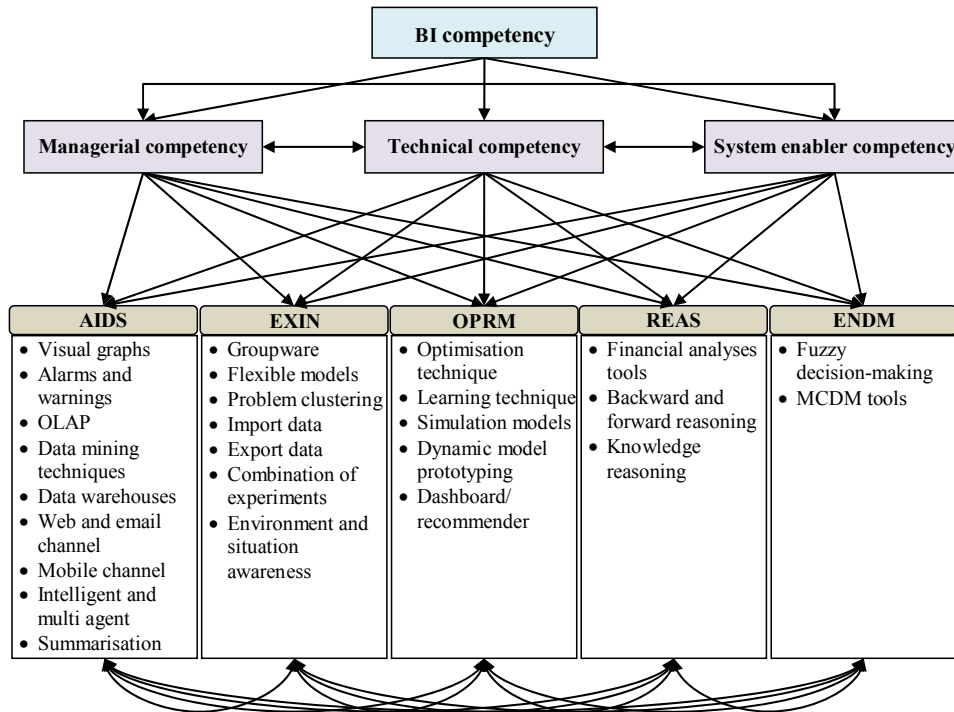 BI competency
Managerial competency
Technical competency
System enabler competency
AIDS
• Visual graphs
• Alarms and
warnings
• OLAP
• Data mining
techniques
• Data warehouses
• Web and email
channel
• Mobile channel
• Intelligent and
multi agent
• Summarisation
EXIN
• Groupware
• Flexible models
• Problem clustering
• Import data
• Export data
• Combination of
experiments
• Environment and
situation
awareness
OPRM
• Optimisation
technique
• Learning technique
• Simulation models
• Dynamic model
prototyping
• Dashboard/
recommender
REAS
• Financial analyses
tools
• Backward and
forward reasoning
• Knowledge
reasoning
ENDM
• Fuzzy
decision-making
• MCDM tools